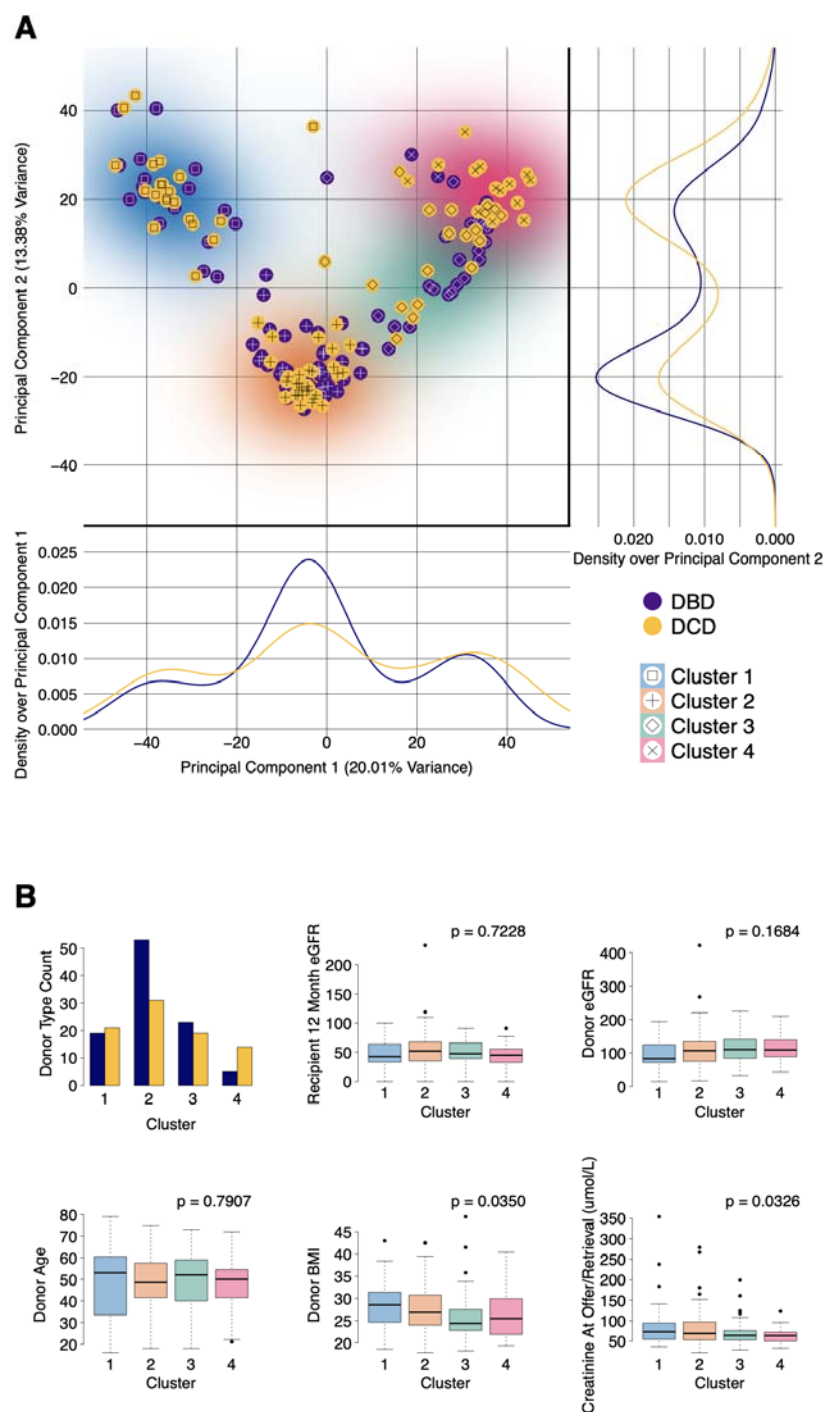 A
Principal Component 2 (13.38% Variance)
40
20
0
−20
−40
0.020 0.010 0.000
Density over Principal Component 2
Density over Principal Component 1
0.025
0.020
0.015
0.010
0.005
0.000
−40 −20 0 20 40
Principal Component 1 (20.01% Variance)
DBD
DCD
Cluster 1
Cluster 2
Cluster 3
Cluster 4
B
Donor Type Count
50
40
30
20
10
0
1 2 3 4
Cluster
p = 0.7228
Recipient 12 Month eGFR
200
150
100
50
0
1 2 3 4
Cluster
p = 0.1684
Donor eGFR
400
300
200
100
0
1 2 3 4
Cluster
p = 0.7907
Donor Age
80
70
60
50
40
30
20
1 2 3 4
Cluster
p = 0.0350
Donor BMI
45
40
35
30
25
20
1 2 3 4
Cluster
p = 0.0326
Creatinine At Offer/Retrieval (umol/L)
350
300
250
200
150
100
50
1 2 3 4
Cluster